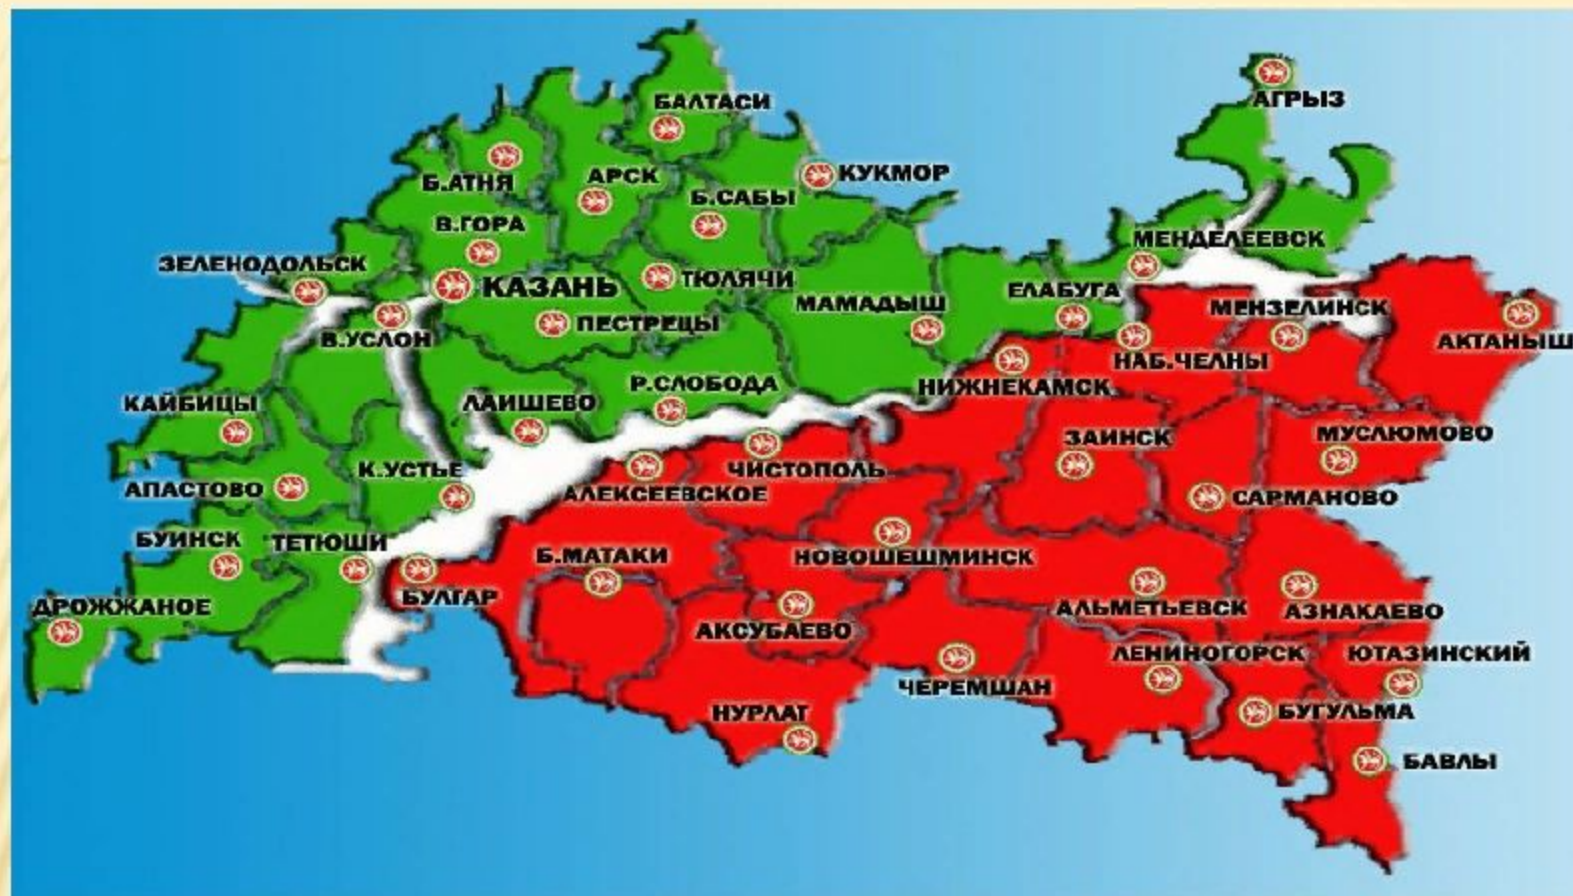 АГРЫЗ
БАЛТАСИ
КУКМОР
АРСК
Б.АТНЯ
Б.САБЫ
В.ГОРА
МЕНДЕЛЕЕВСК
ЗЕЛЕНОДОЛЬСК
КАЗАНЬ
ТЮЛЯЧИ
ЕЛАБУГА
МАМАДЫШ
МЕНЗЕЛИНСК
ПЕСТРЕЦЫ
В.УСЛОН
АКТАНЫШ
НАБ.ЧЕЛНЫ
НИЖНЕКАМСК
Р.СЛОБОДА
КАЙБИЦЫ
ЛАИШЕВО
МУСЛЮМОВО
ЗАИНСК
К.УСТЬЕ
ЧИСТОПОЛЬ
АПАСТОВО
АЛЕКСЕЕВСКОЕ
САРМАНОВО
БУИНСК
ТЕТЮШИ
Б.МАТАКИ
НОВОШЕШМИНСК
БУЛГАР
ДРОЖЖАНОЕ
АЛЬМЕТЬЕВСК
АЗНАКАЕВО
АКСУБАЕВО
ЛЕНИНОГОРСК
ЮТАЗИНСКИЙ
ЧЕРЕМШАН
НУРЛАТ
БУГУЛЬМА
БАВЛЫ